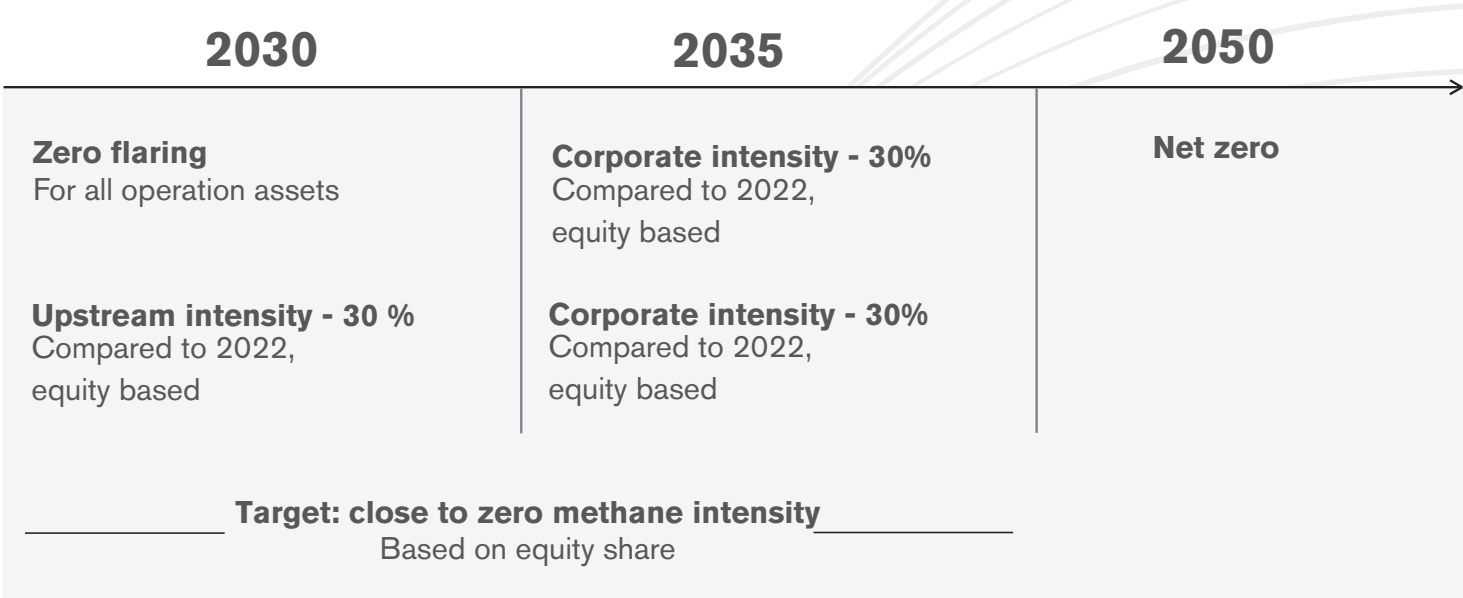 2030
2035
2050
Zero flaring
For all operation assets
Upstream intensity - 30 %
Compared to 2022,
equity based
Corporate intensity - 30%
Compared to 2022,
equity based
Corporate intensity - 30%
Compared to 2022,
equity based
Net zero
Target: close to zero methane intensity
Based on equity share